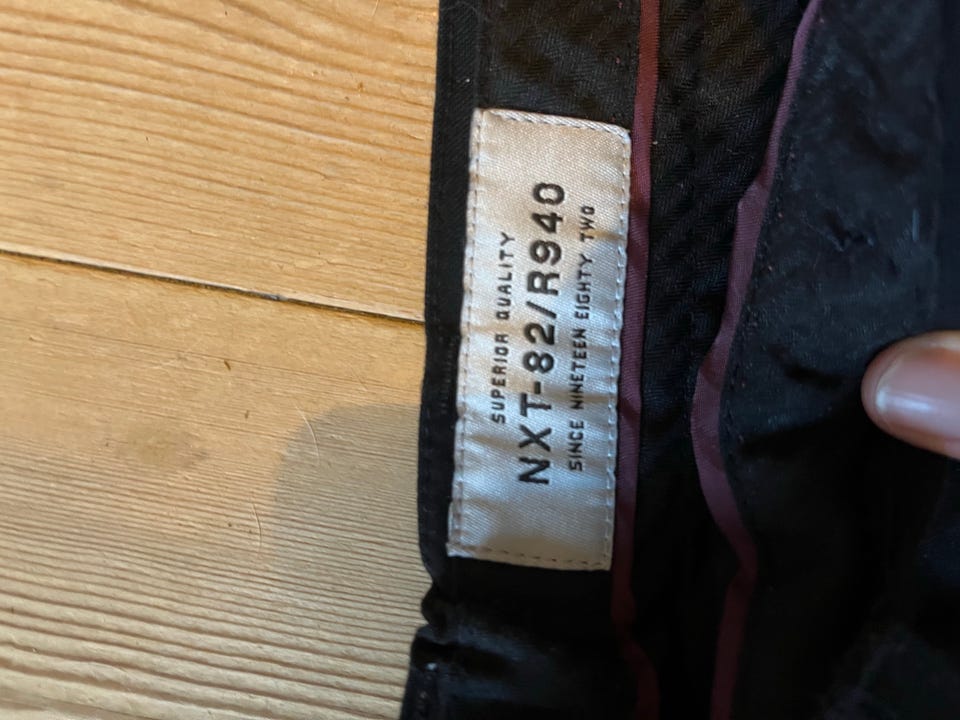 SUPERIOR QUALITY
NXT-82/R940
SINCE NINETEEN EIGHTY TWO